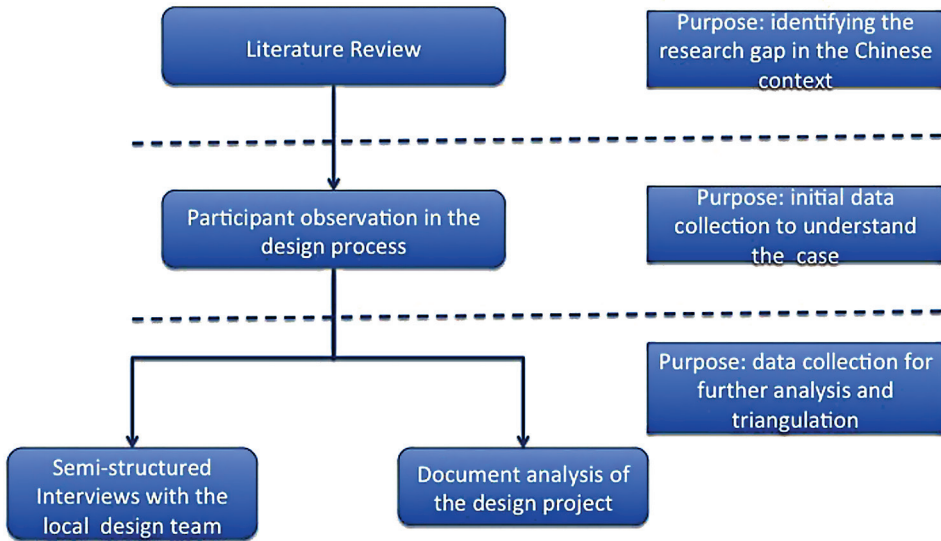 Literature Review
Purpose: identifying the
research gap in the Chinese
context
Participant observation in the
design process
Purpose: initial data
collection to understand
the case
Purpose: data collection for
further analysis and
triangulation
Semi-structured
Interviews with the
local design team
Document analysis of
the design project